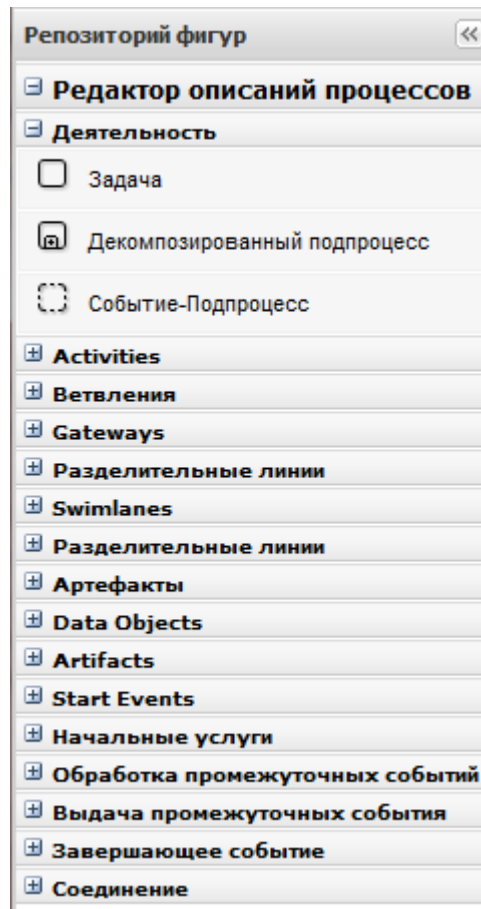 Репозиторий фигур
Редактор описаний процессов
Деятельность
Задача
Декомпозированный подпроцесс
Событие-Подпроцесс
Activities
Ветвления
Gateways
Разделительные линии
Swimlanes
Разделительные линии
Артефакты
Data Objects
Artifacts
Start Events
Начальные услуги
Обработка промежуточных событий
Выдача промежуточных события
Завершающее событие
Соединение